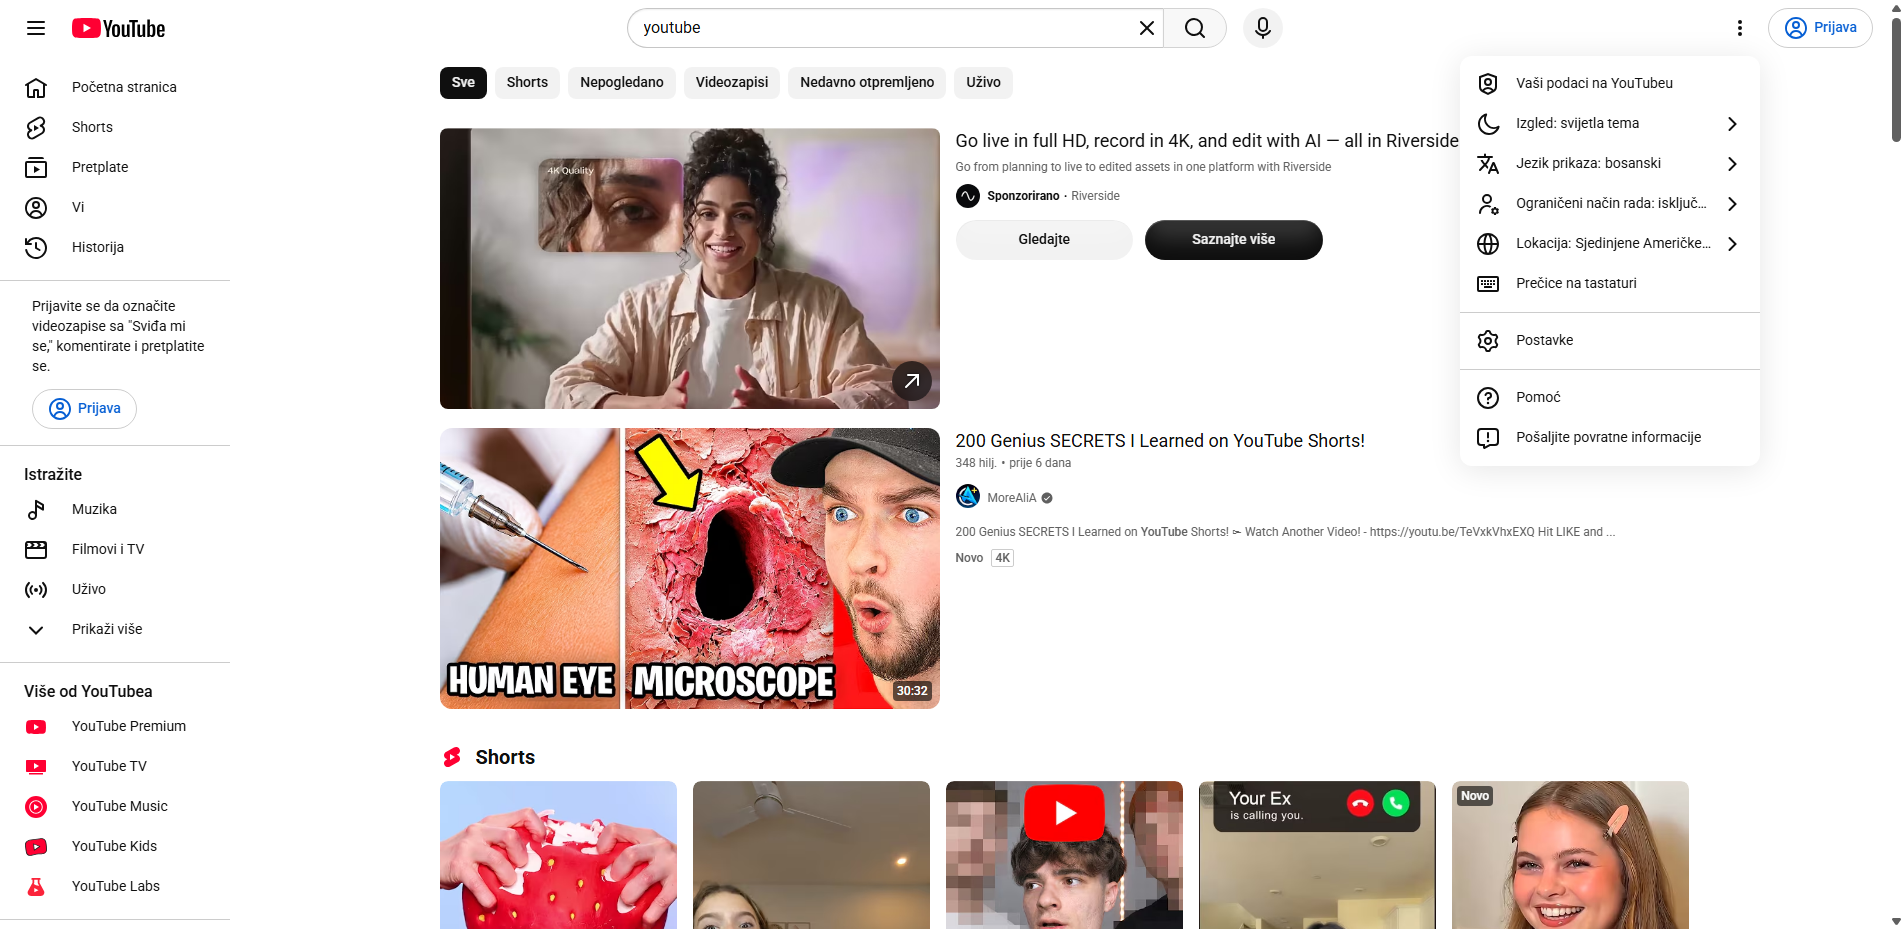 YouTube
youtube
Prijava
Početna stranica
Shorts
Pretplate
Vi
Historija
Prijavite se da označite
videozapise sa "Sviđa mi
se," komentirate i pretplatite
se.
Prijava
Istražite
Muzika
Filmovi i TV
Uživo
Prikaži više
Više od YouTubea
YouTube Premium
YouTube TV
YouTube Music
YouTube Kids
YouTube Labs
Sve
Shorts
Nepogledano
Videozapisi
Nedavno otpremljeno
Uživo
4K Quality
Go live in full HD, record in 4K, and edit with AI — all in Riverside
Go from planning to live to edited assets in one platform with Riverside
Sponzorirano · Riverside
Gledajte
Saznajte više
HUMAN EYE
MICROSCOPE
30:32
200 Genius SECRETS I Learned on YouTube Shorts!
348 hilj. • prije 6 dana
MoreAliA
200 Genius SECRETS I Learned on YouTube Shorts! ➳ Watch Another Video! - https://youtu.be/TeVxkVhxEXQ Hit LIKE and ...
Novo
4K
Shorts
Your Ex
is calling you.
Novo
Vaši podaci na YouTubeu
Izgled: svijetla tema
Jezik prikaza: bosanski
Ograničeni način rada: isključ...
Lokacija: Sjedinjene Američke...
Prečice na tastaturi
Postavke
Pomoć
Pošaljite povratne informacije